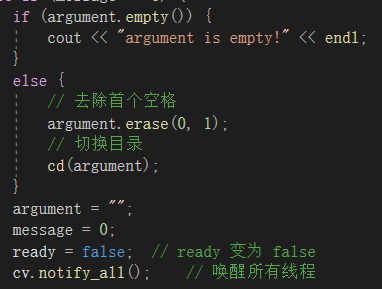 if (argument.empty()) {
cout << "argument is empty!" << endl;
}
else {
// 去除首个空格
argument.erase(0, 1);
// 切换目录
cd(argument);
}
argument = "";
message = 0;
ready = false;  // ready 变为 false
cv.notify_all();    // 唤醒所有线程